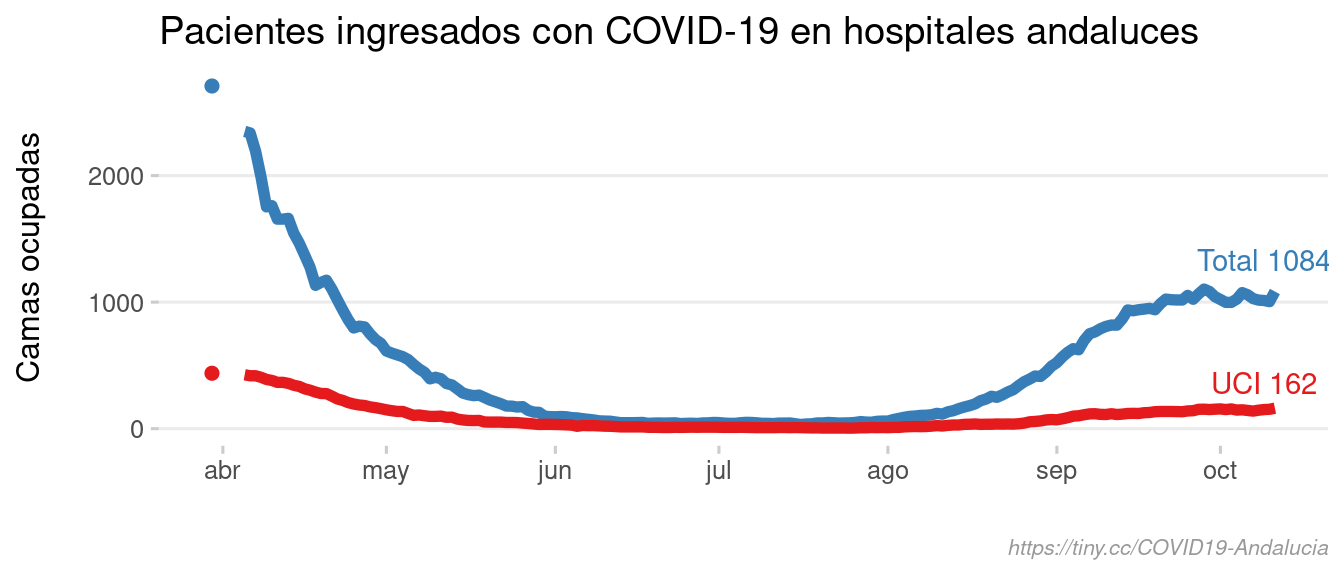 Pacientes ingresados con COVID-19 en hospitales andaluces
Camas ocupadas
2000
1000
0
Total 1084
UCI 162
abr may jun jul ago sep oct
https://tiny.cc/COVID19-Andalucia